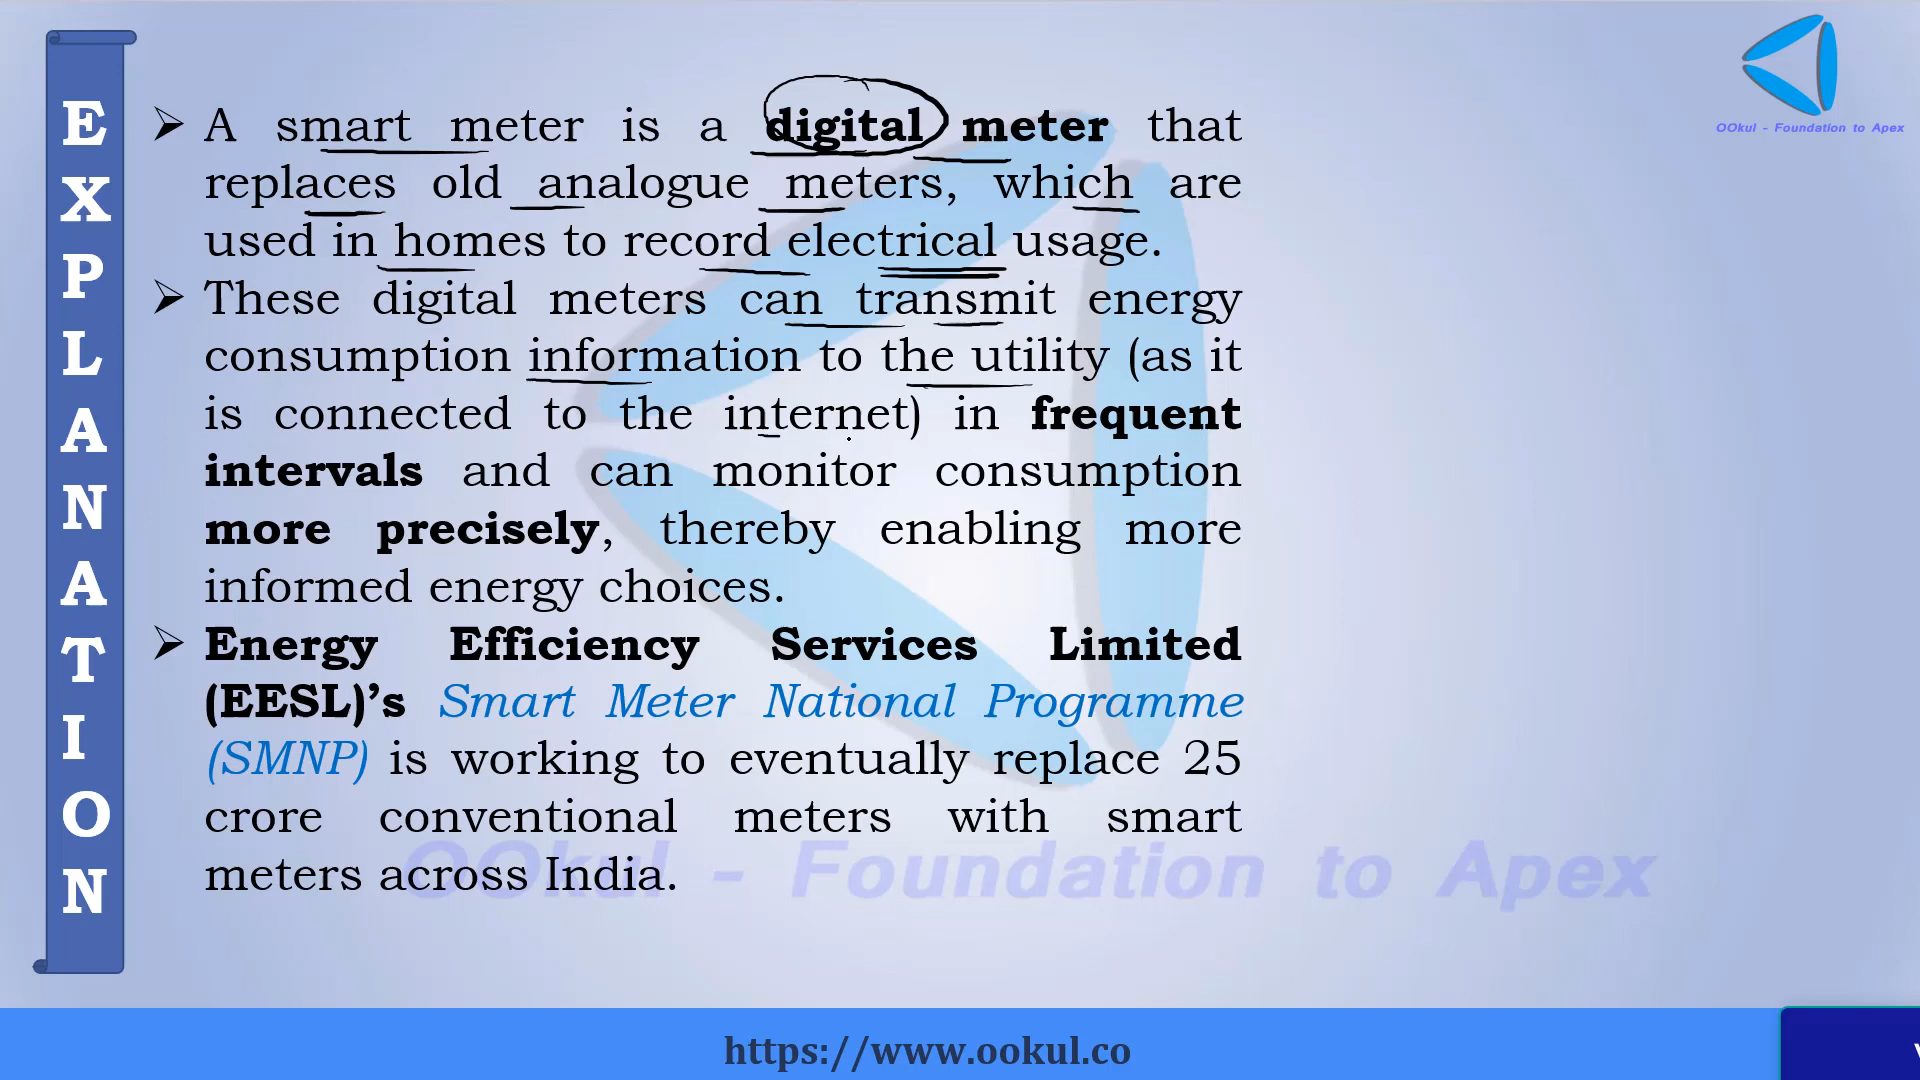 EXPLANATION
➢ A smart meter is a digital meter that
replaces old analogue meters, which are
used in homes to record electrical usage.
➢ These digital meters can transmit energy
consumption information to the utility (as it
is connected to the internet) in frequent
intervals and can monitor consumption
more precisely, thereby enabling more
informed energy choices.
➢ Energy Efficiency Services Limited
(EESL)’s Smart Meter National Programme
(SMNP) is working to eventually replace 25
crore conventional meters with smart
meters across India.
OOkul - Foundation to Apex
OOkul - Foundation to Apex
https://www.ookul.co